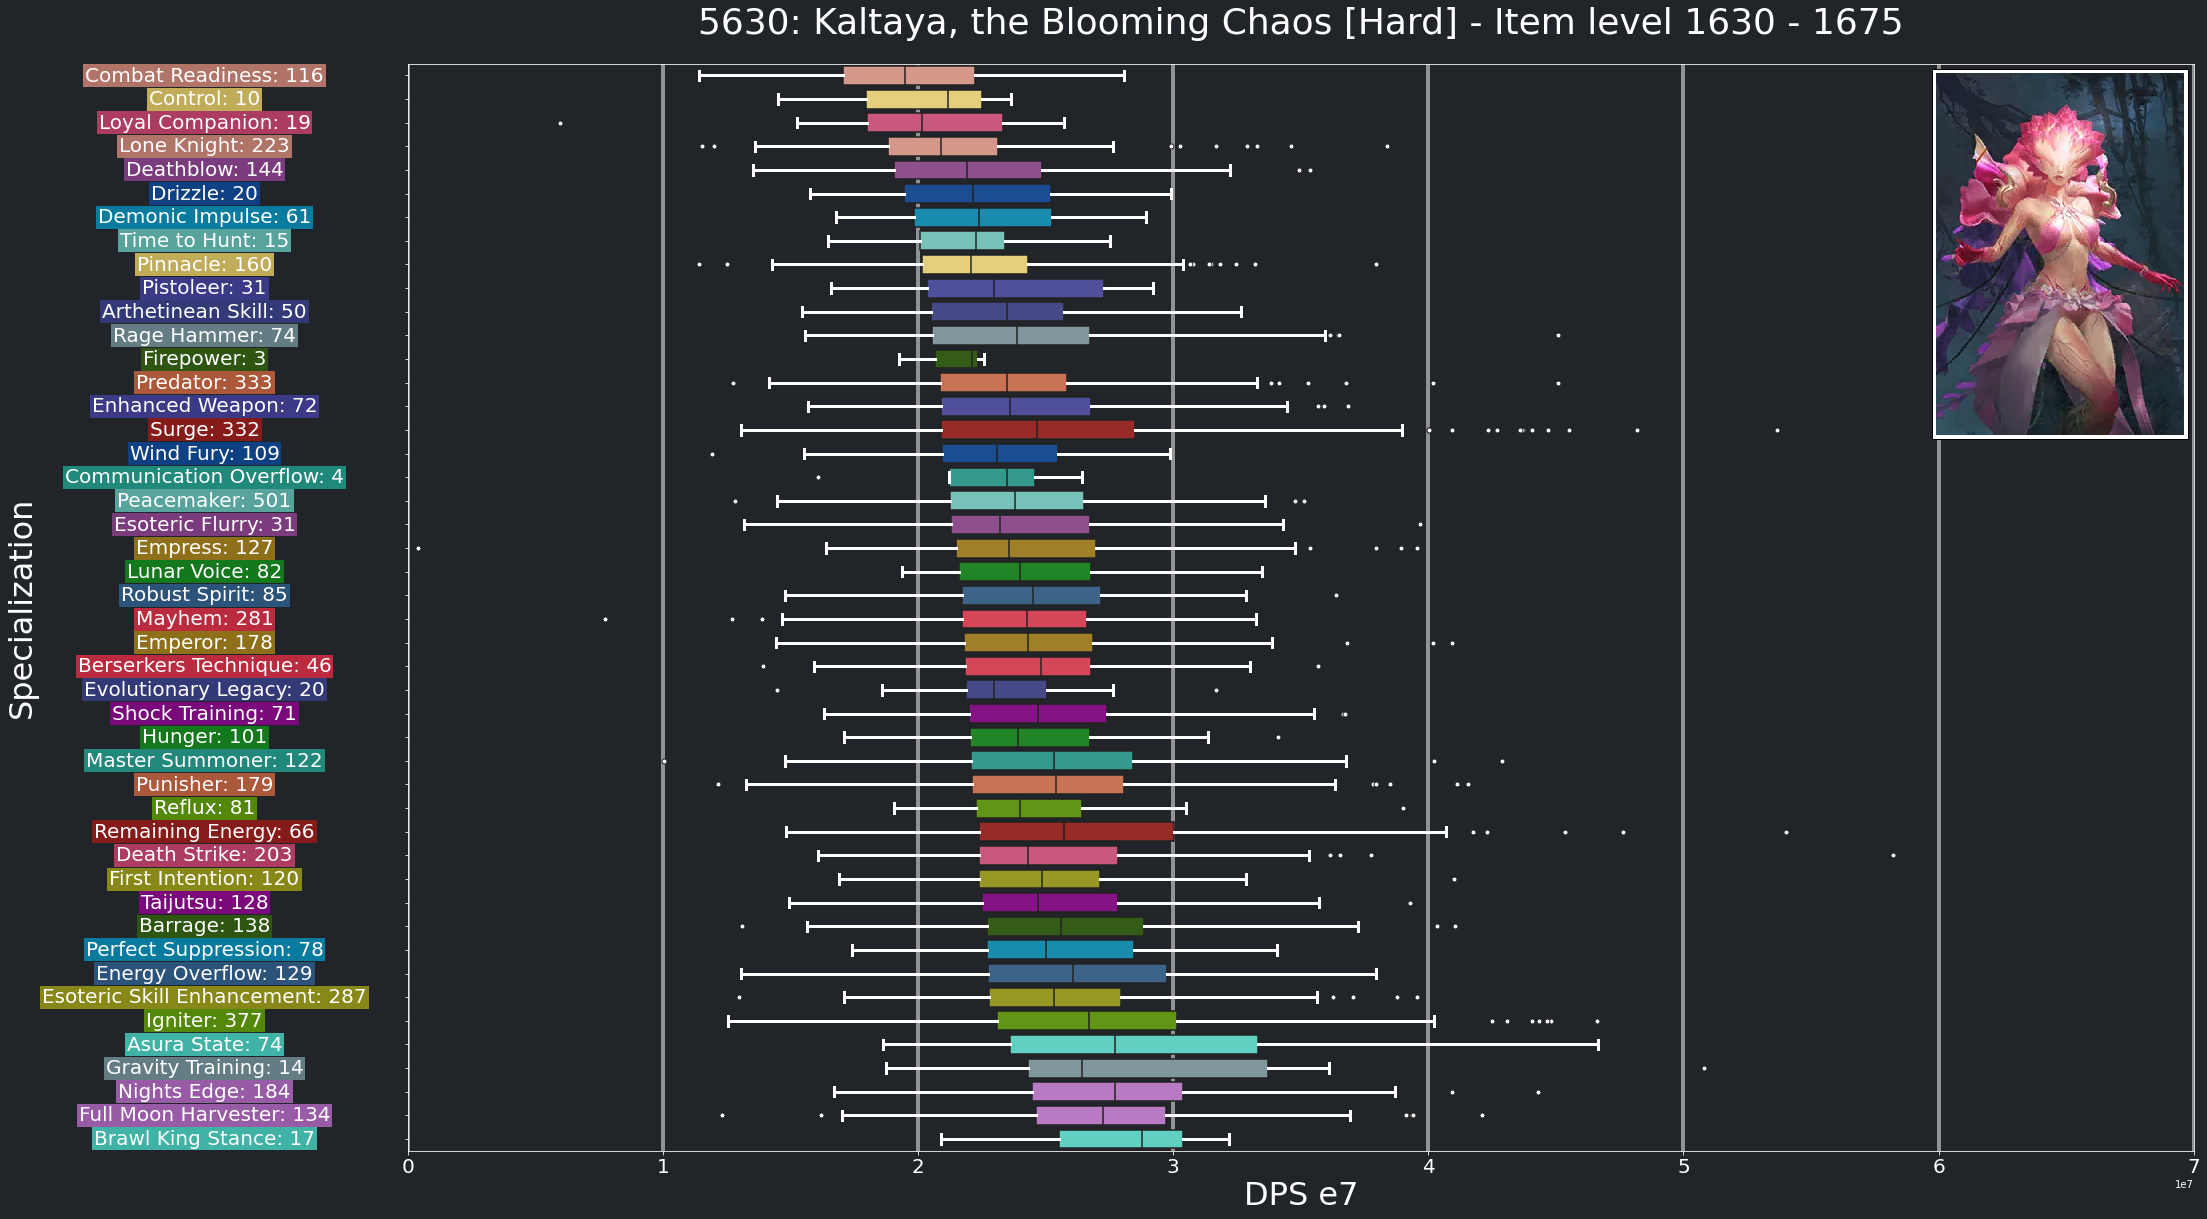 5630: Kaltaya, the Blooming Chaos [Hard] - Item level 1630 - 1675
Specialization
Combat Readiness: 116
Control: 10
Loyal Companion: 19
Lone Knight: 223
Deathblow: 144
Drizzle: 20
Demonic Impulse: 61
Time to Hunt: 15
Pinnacle: 160
Pistoleer: 31
Arthetinean Skill: 50
Rage Hammer: 74
Firepower: 3
Predator: 333
Enhanced Weapon: 72
Surge: 332
Wind Fury: 109
Communication Overflow: 4
Peacemaker: 501
Esoteric Flurry: 31
Empress: 127
Lunar Voice: 82
Robust Spirit: 85
Mayhem: 281
Emperor: 178
Berserkers Technique: 46
Evolutionary Legacy: 20
Shock Training: 71
Hunger: 101
Master Summoner: 122
Punisher: 179
Reflux: 81
Remaining Energy: 66
Death Strike: 203
First Intention: 120
Taijutsu: 128
Barrage: 138
Perfect Suppression: 78
Energy Overflow: 129
Esoteric Skill Enhancement: 287
Igniter: 377
Asura State: 74
Gravity Training: 14
Nights Edge: 184
Full Moon Harvester: 134
Brawl King Stance: 17
0 1 2 3 4 5 6 7
1e7
DPS e7